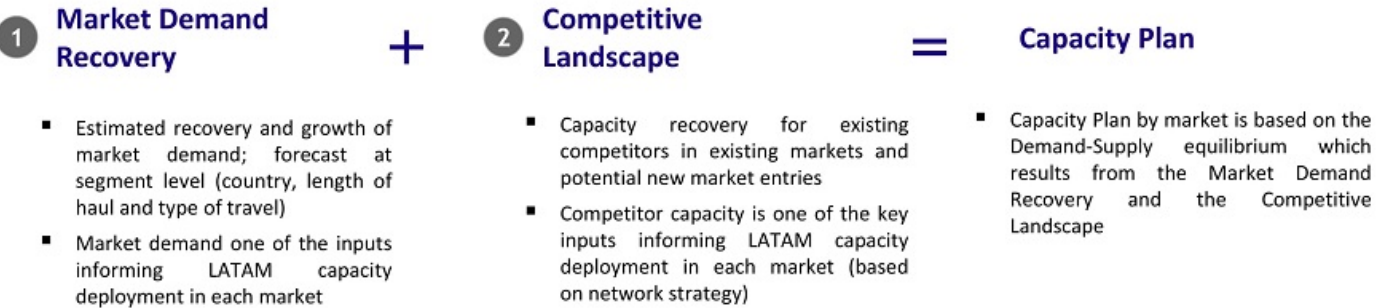 1
Market Demand
Recovery
▪ Estimated recovery and growth of
market demand; forecast at
segment level (country, length of
haul and type of travel)
▪ Market demand one of the inputs
informing LATAM capacity
deployment in each market
+
2
Competitive
Landscape
▪ Capacity recovery for existing
competitors in existing markets and
potential new market entries
▪ Competitor capacity is one of the key
inputs informing LATAM capacity
deployment in each market (based
on network strategy)
=
Capacity Plan
▪ Capacity Plan by market is based on the
Demand-Supply equilibrium which
results from the Market Demand
Recovery and the Competitive
Landscape